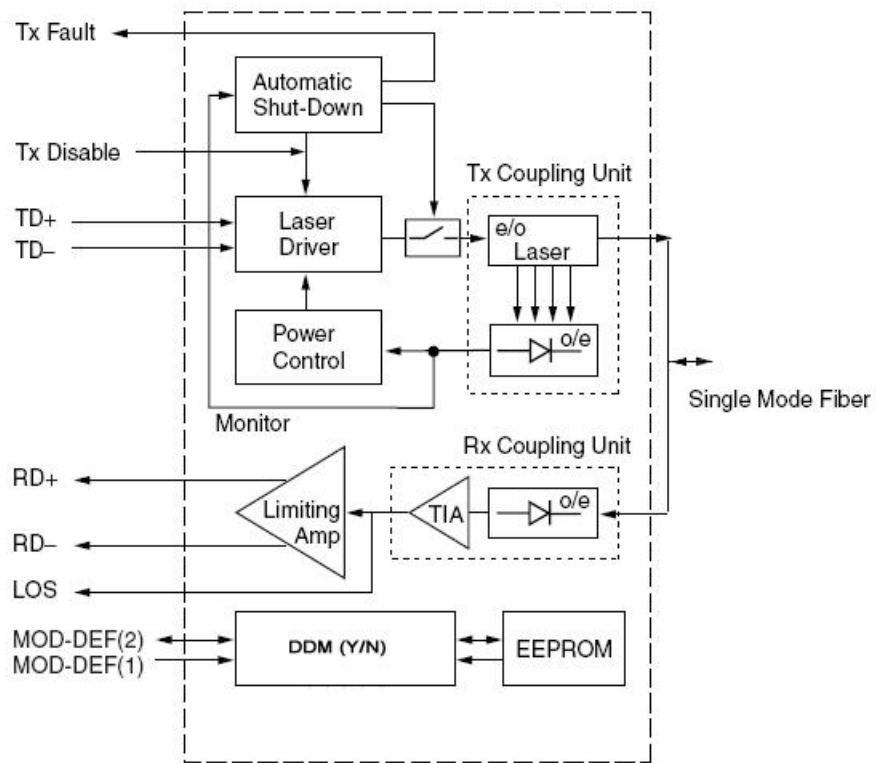 Tx Fault
Automatic
Shut-Down
Tx Disable
Tx Coupling Unit
TD+
TD–
Laser
Driver
e/o
Laser
Power
Control
o/e
Single Mode Fiber
Monitor
Rx Coupling Unit
RD+
RD–
Limiting
Amp
TIA
o/e
LOS
MOD-DEF(2)
MOD-DEF(1)
DDM (Y/N)
EEPROM